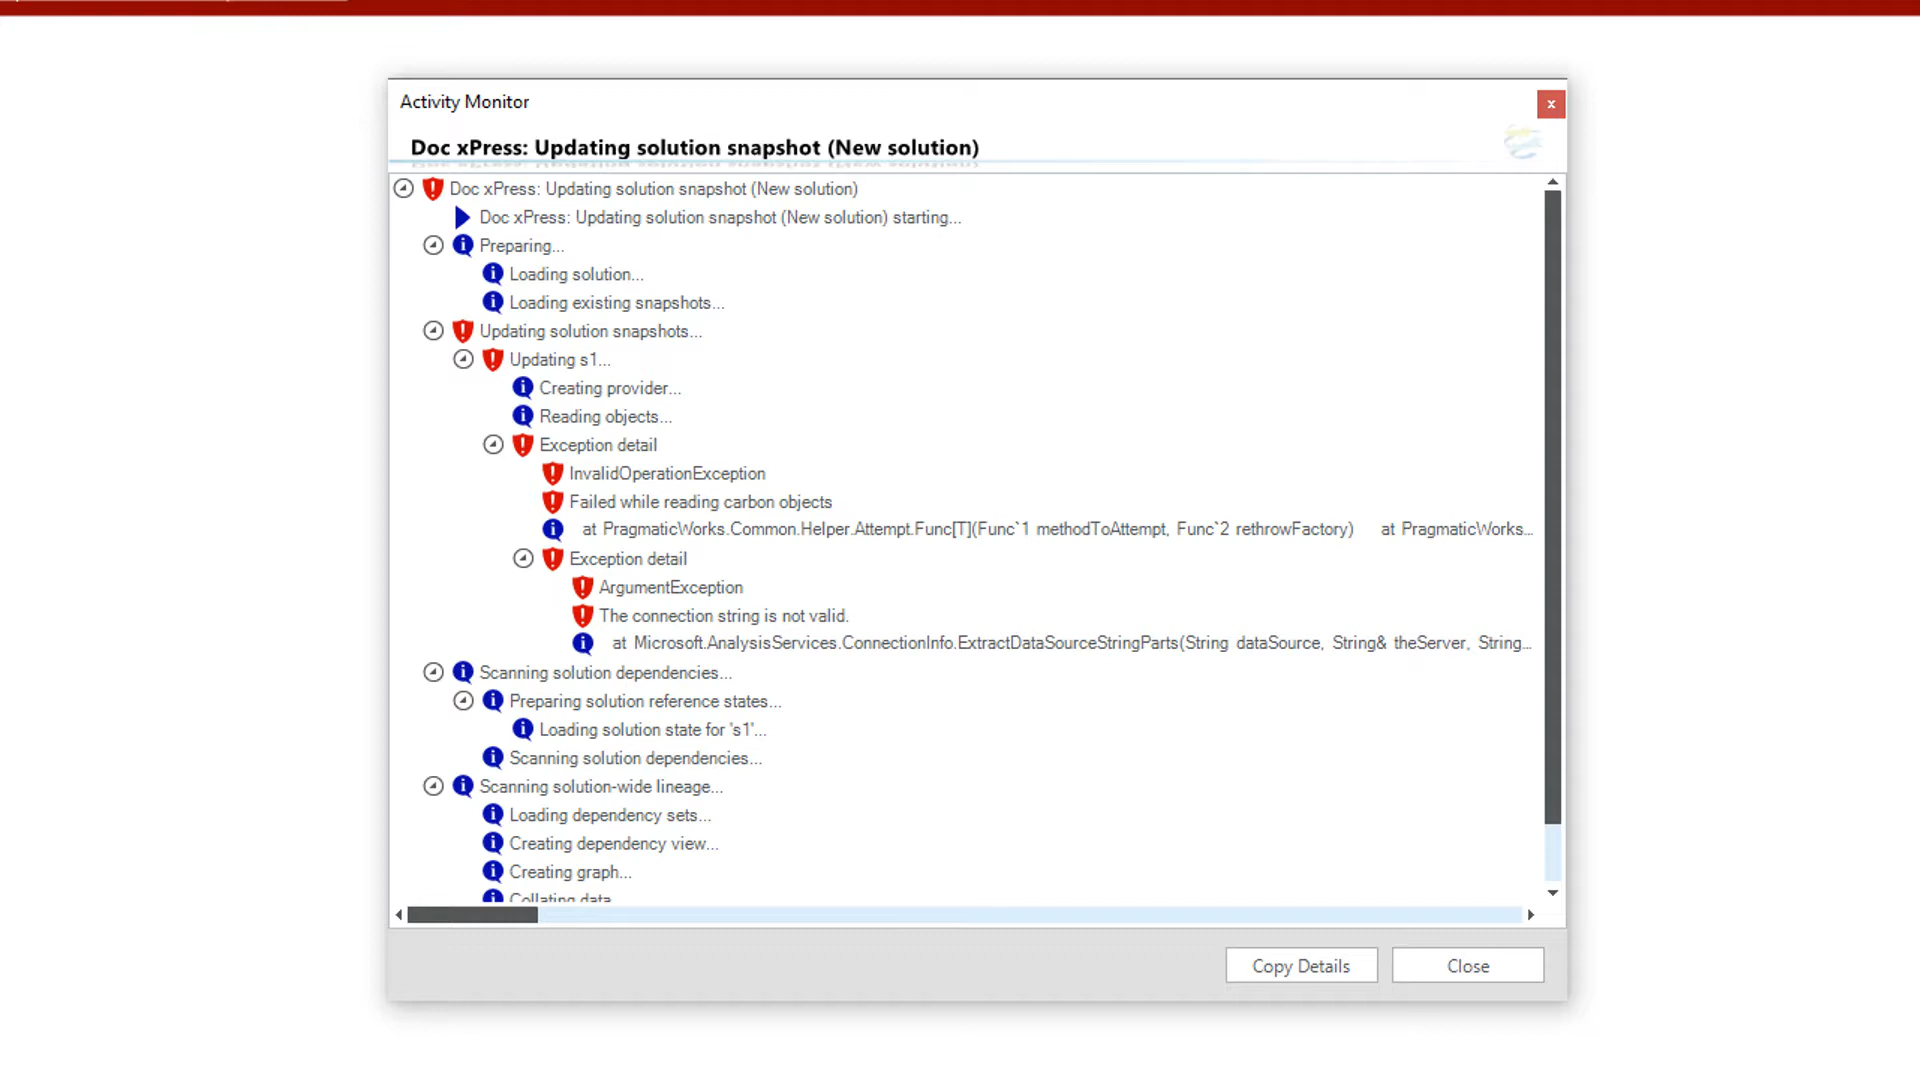 Activity Monitor
x
Doc xPress: Updating solution snapshot (New solution)
Doc xPress: Updating solution snapshot (New solution)
Doc xPress: Updating solution snapshot (New solution) starting...
Preparing...
Loading solution...
Loading existing snapshots...
Updating solution snapshots...
Updating s1...
Creating provider...
Reading objects...
Exception detail
InvalidOperationException
Failed while reading carbon objects
at PragmaticWorks.Common.Helper.Attempt.Func[T](Func`1 methodToAttempt, Func`2 rethrowFactory) at PragmaticWorks...
Exception detail
ArgumentException
The connection string is not valid.
at Microsoft.AnalysisServices.ConnectionInfo.ExtractDataSourceStringParts(String dataSource, String& theServer, String...
Scanning solution dependencies...
Preparing solution reference states...
Loading solution state for 's1'...
Scanning solution dependencies...
Scanning solution-wide lineage...
Loading dependency sets...
Creating dependency view...
Creating graph...
Collating data
Copy Details
Close